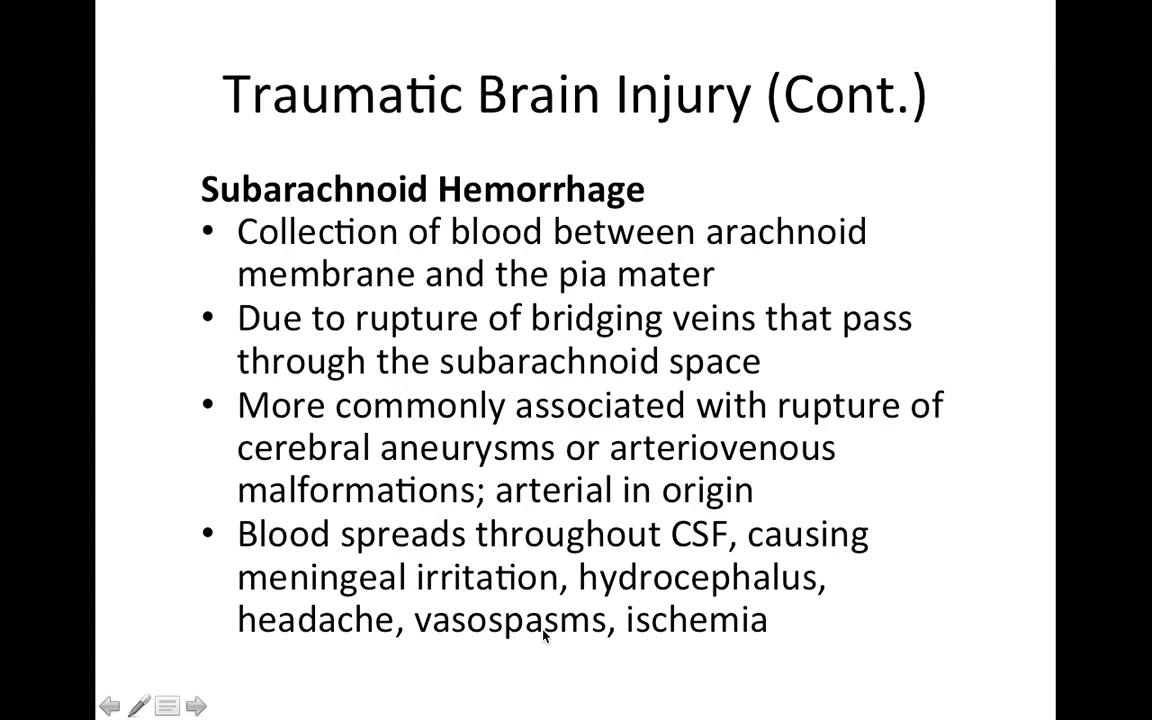 Traumatic Brain Injury (Cont.)
Subarachnoid Hemorrhage
• Collection of blood between arachnoid
membrane and the pia mater
• Due to rupture of bridging veins that pass
through the subarachnoid space
• More commonly associated with rupture of
cerebral aneurysms or arteriovenous
malformations; arterial in origin
• Blood spreads throughout CSF, causing
meningeal irritation, hydrocephalus,
headache, vasospasms, ischemia